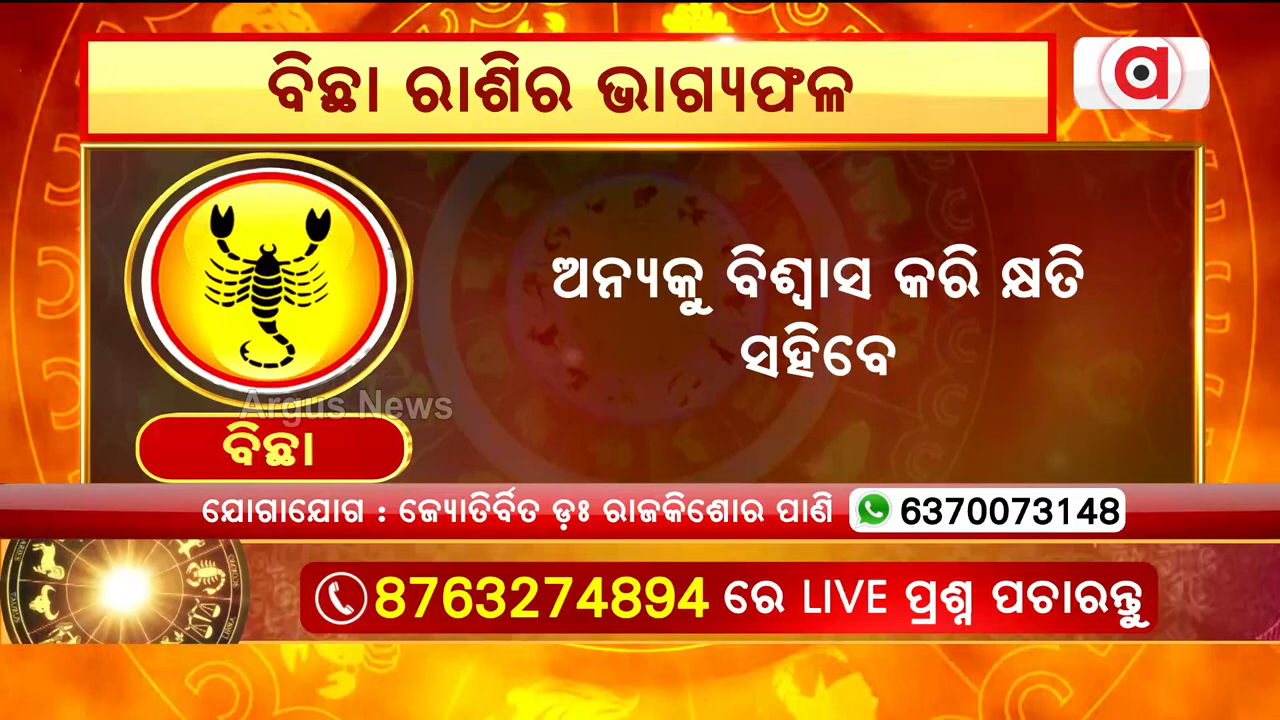 ବିଛା ରାଶିର ଭାଗ୍ୟଫଳ
a
ଅନ୍ୟକୁ ବିଶ୍ୱାସ କରି କ୍ଷତି
ସହିବେ
Argus News
ବିଛା
ଯୋଗାଯୋଗ : ଜ୍ୟୋତିର୍ବିତ ଡ଼ଃ ରାଜକିଶୋର ପାଣି 6370073148
8763274894 ରେ LIVE ପ୍ରଶ୍ନ ପଚାରନ୍ତୁ